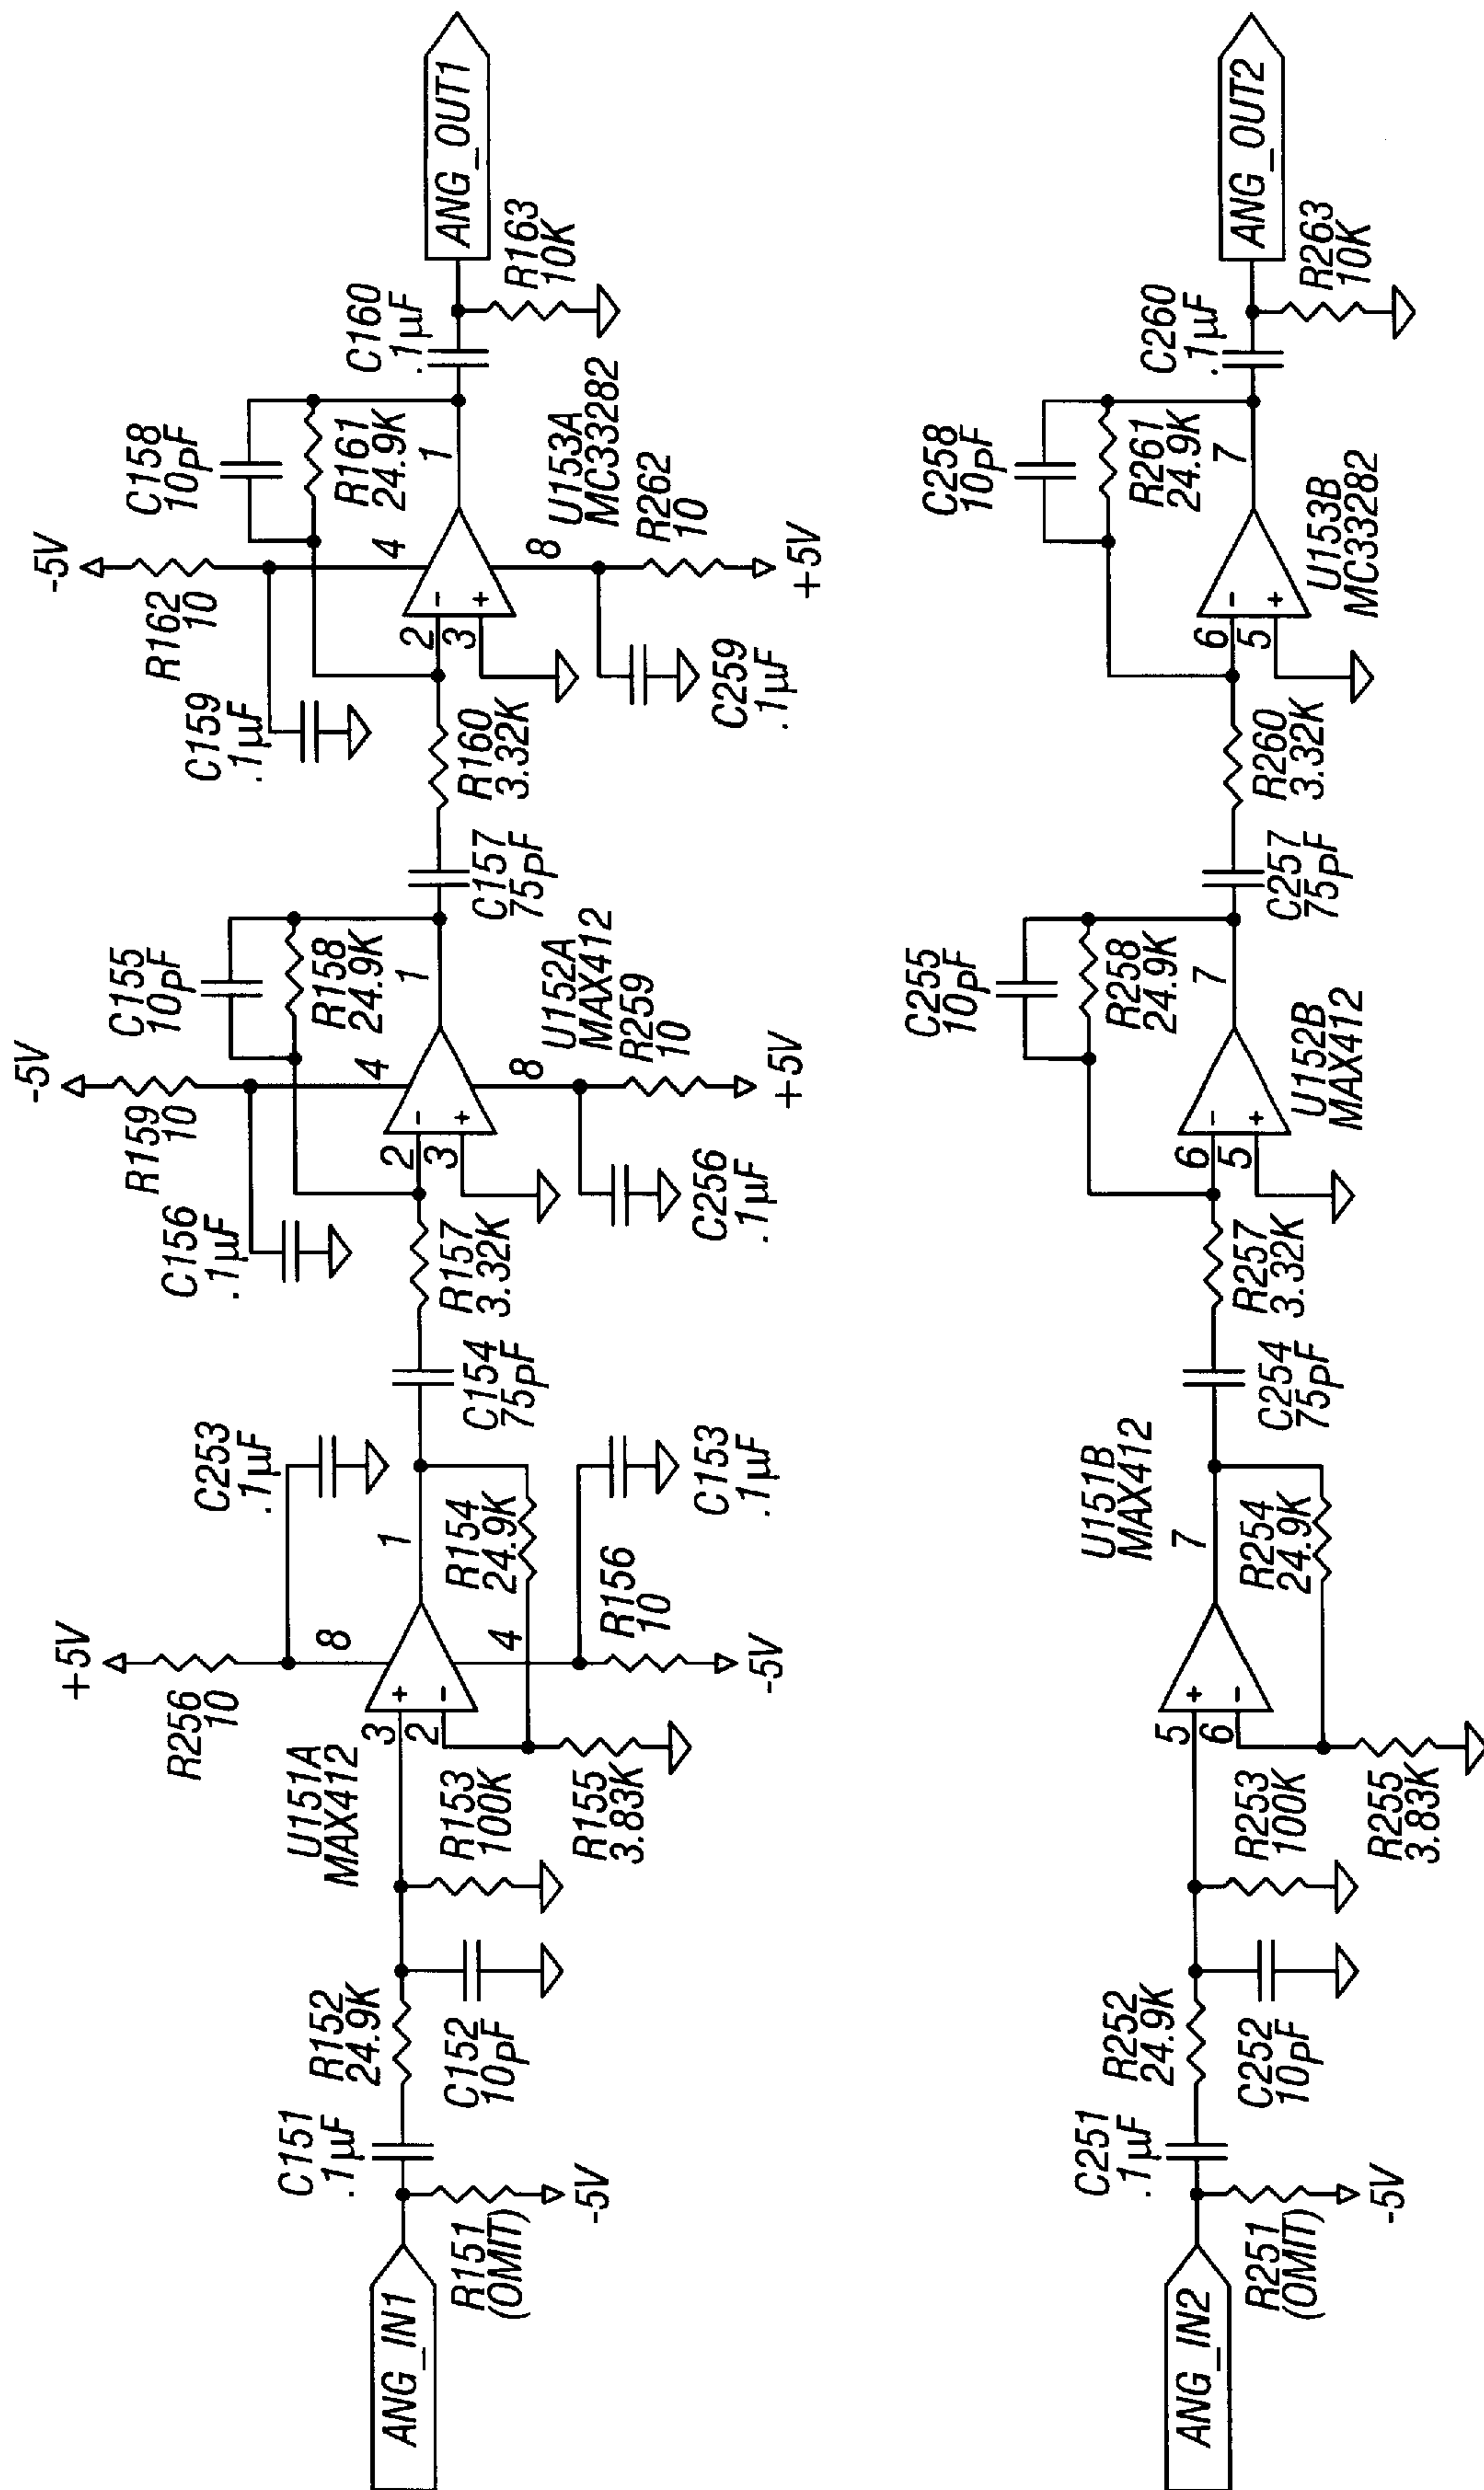 ANG_IN1
R151
(OMIT)
-5V
C151
.1µF
R152
24.9K
C152
10pF
R153
100K
U151A
MAX412
3
2
+
-
8
4
1
+5V
R256
10
C253
.1µF
R154
24.9K
R155
3.83K
R156
10
-5V
C153
.1µF
C154
75pF
R157
3.32K
C156
.1µF
R159
10
-5V
C155
10pF
R158
24.9K
2
3
-
+
4
8
1
U152A
MAX412
R259
10
+5V
C256
.1µF
C157
75pF
R160
3.32K
C159
.1µF
R162
10
-5V
C158
10pF
R161
24.9K
2
3
-
+
4
8
1
U153A
MC33282
R262
10
+5V
C259
.1µF
C160
.1µF
R163
10K
ANG_OUT1
ANG_IN2
R251
(OMIT)
-5V
C251
.1µF
R252
24.9K
C252
10pF
R253
100K
5
6
+
-
7
U151B
MAX412
R254
24.9K
R255
3.83K
C254
75pF
R257
3.32K
C255
10pF
R258
24.9K
6
5
-
+
7
U152B
MAX412
C257
75pF
R260
3.32K
C258
10pF
R261
24.9K
6
5
-
+
7
U153B
MC33282
C260
.1µF
R263
10K
ANG_OUT2